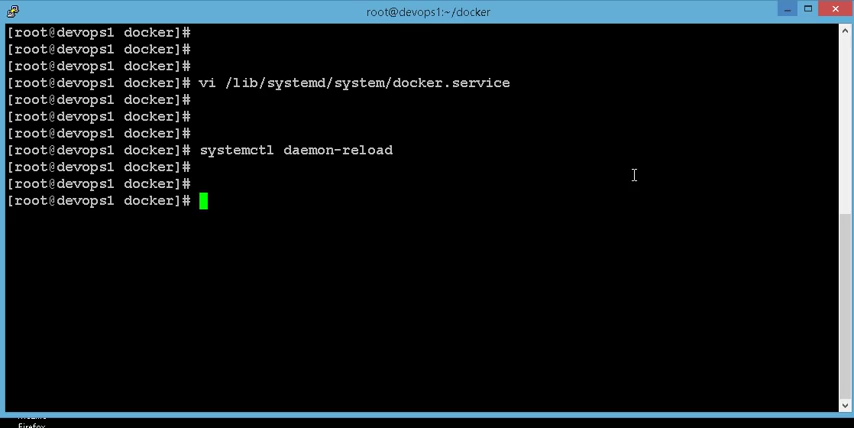 root@devops1:~/docker
[root@devops1 docker]#
[root@devops1 docker]#
[root@devops1 docker]#
[root@devops1 docker]# vi /lib/systemd/system/docker.service
[root@devops1 docker]#
[root@devops1 docker]#
[root@devops1 docker]#
[root@devops1 docker]# systemctl daemon-reload
[root@devops1 docker]#
[root@devops1 docker]#
[root@devops1 docker]#
Firefox